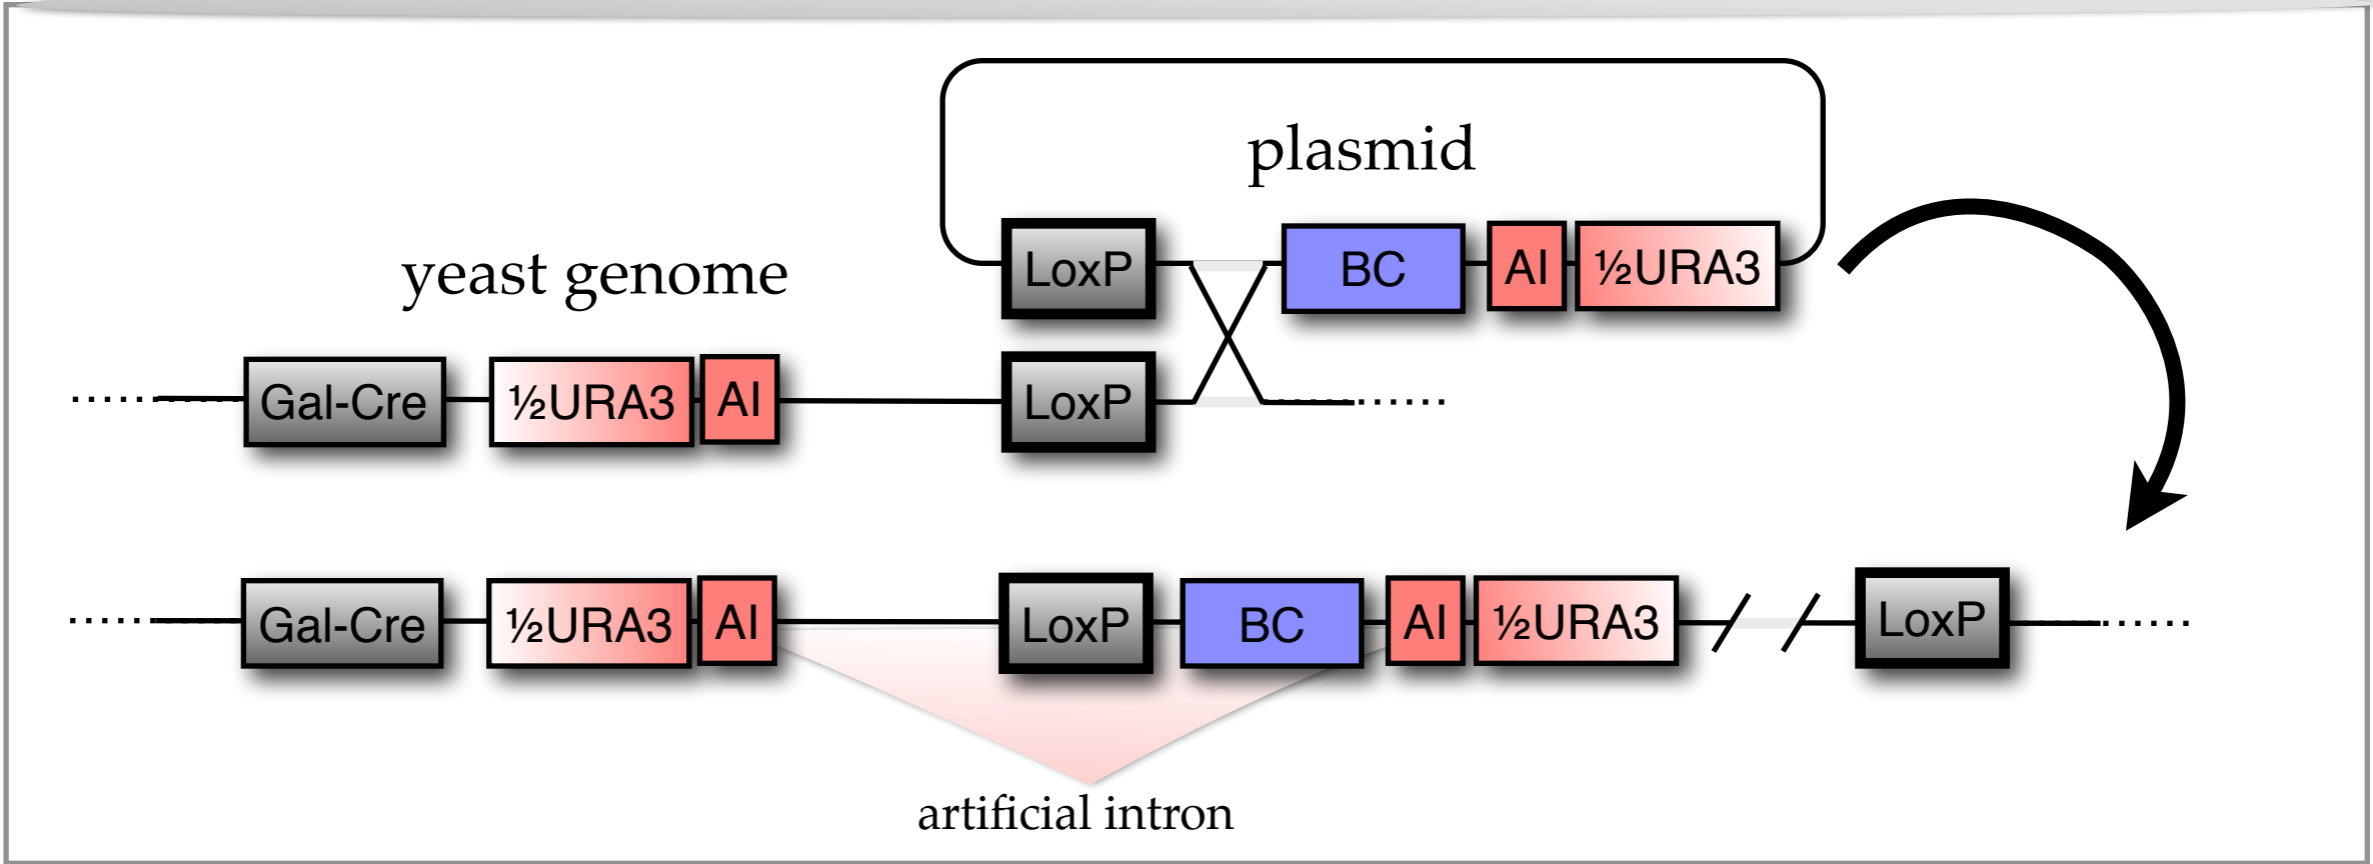 plasmid
LoxP BC AI ½URA3
yeast genome
Gal-Cre ½URA3 AI LoxP
Gal-Cre ½URA3 AI LoxP BC AI ½URA3 LoxP
artificial intron